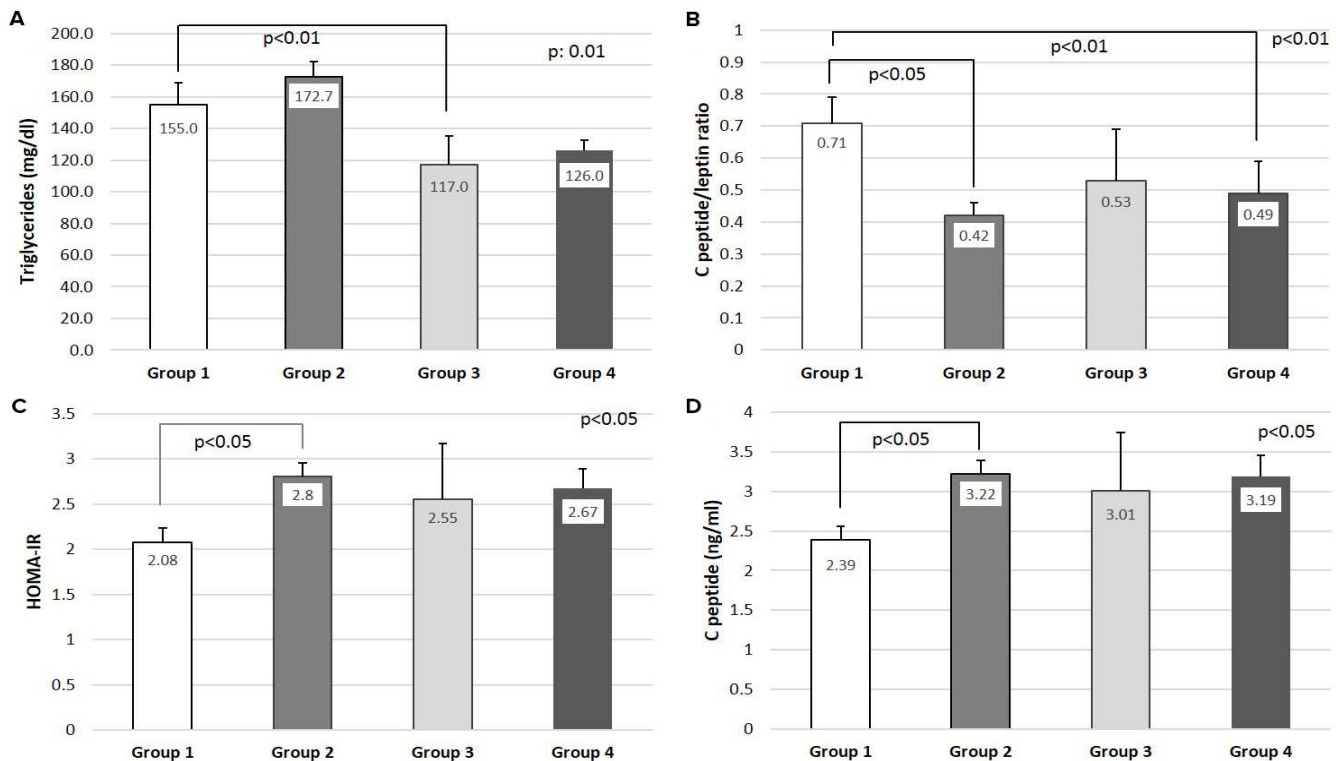 A
Triglycerides (mg/dl)
200.0
180.0
160.0
140.0
120.0
100.0
80.0
60.0
40.0
20.0
0.0
p<0.01
p: 0.01
155.0
172.7
117.0
126.0
Group 1
Group 2
Group 3
Group 4
B
C peptide/leptin ratio
1
0.9
0.8
0.7
0.6
0.5
0.4
0.3
0.2
0.1
0
p<0.01
p<0.01
p<0.05
0.71
0.42
0.53
0.49
Group 1
Group 2
Group 3
Group 4
C
HOMA-IR
3.5
3
2.5
2
1.5
1
0.5
0
p<0.05
p<0.05
2.08
2.8
2.55
2.67
Group 1
Group 2
Group 3
Group 4
D
C peptide (ng/ml)
4
3.5
3
2.5
2
1.5
1
0.5
0
p<0.05
p<0.05
2.39
3.22
3.01
3.19
Group 1
Group 2
Group 3
Group 4